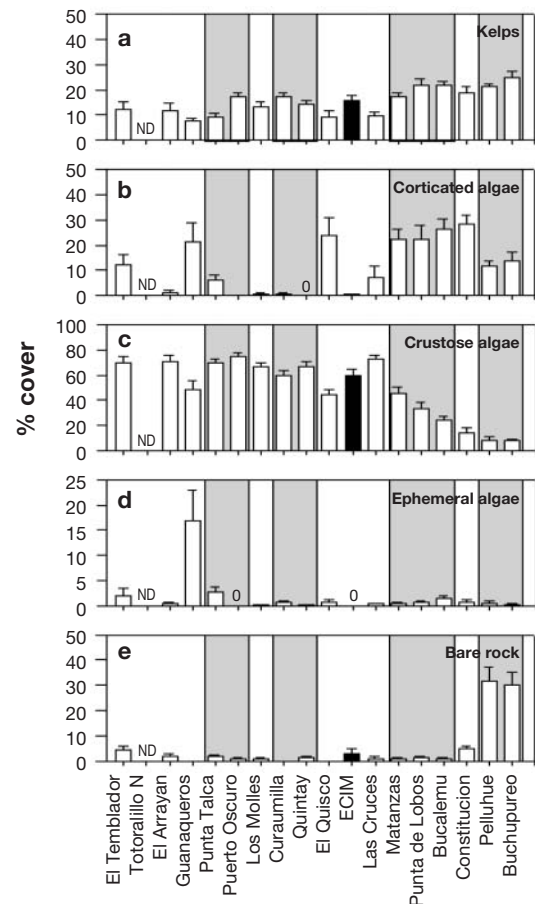 % cover
a
Kelps
50
40
30
20
10
0
ND
b
Corticated algae
50
40
30
20
10
0
ND
0
c
Crustose algae
100
80
60
40
20
0
ND
d
Ephemeral algae
25
20
15
10
5
0
ND
0
0
e
Bare rock
50
40
30
20
10
0
ND
El Temblador
Totoralillo N
El Arrayan
Guanaqueros
Punta Talca
Puerto Oscuro
Los Molles
Curaumilla
Quintay
El Quisco
ECIM
Las Cruces
Matanzas
Punta de Lobos
Bucalemu
Constitucion
Pelluhue
Buchupureo